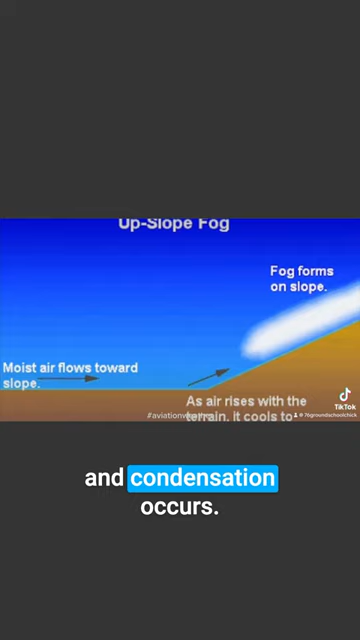 Up-Slope Fog
Fog forms
on slope.
Moist air flows toward
slope.
As air rises with the
terrain, it cools to
#aviationweather
TikTok
@76groundschoolchick
and condensation
occurs.